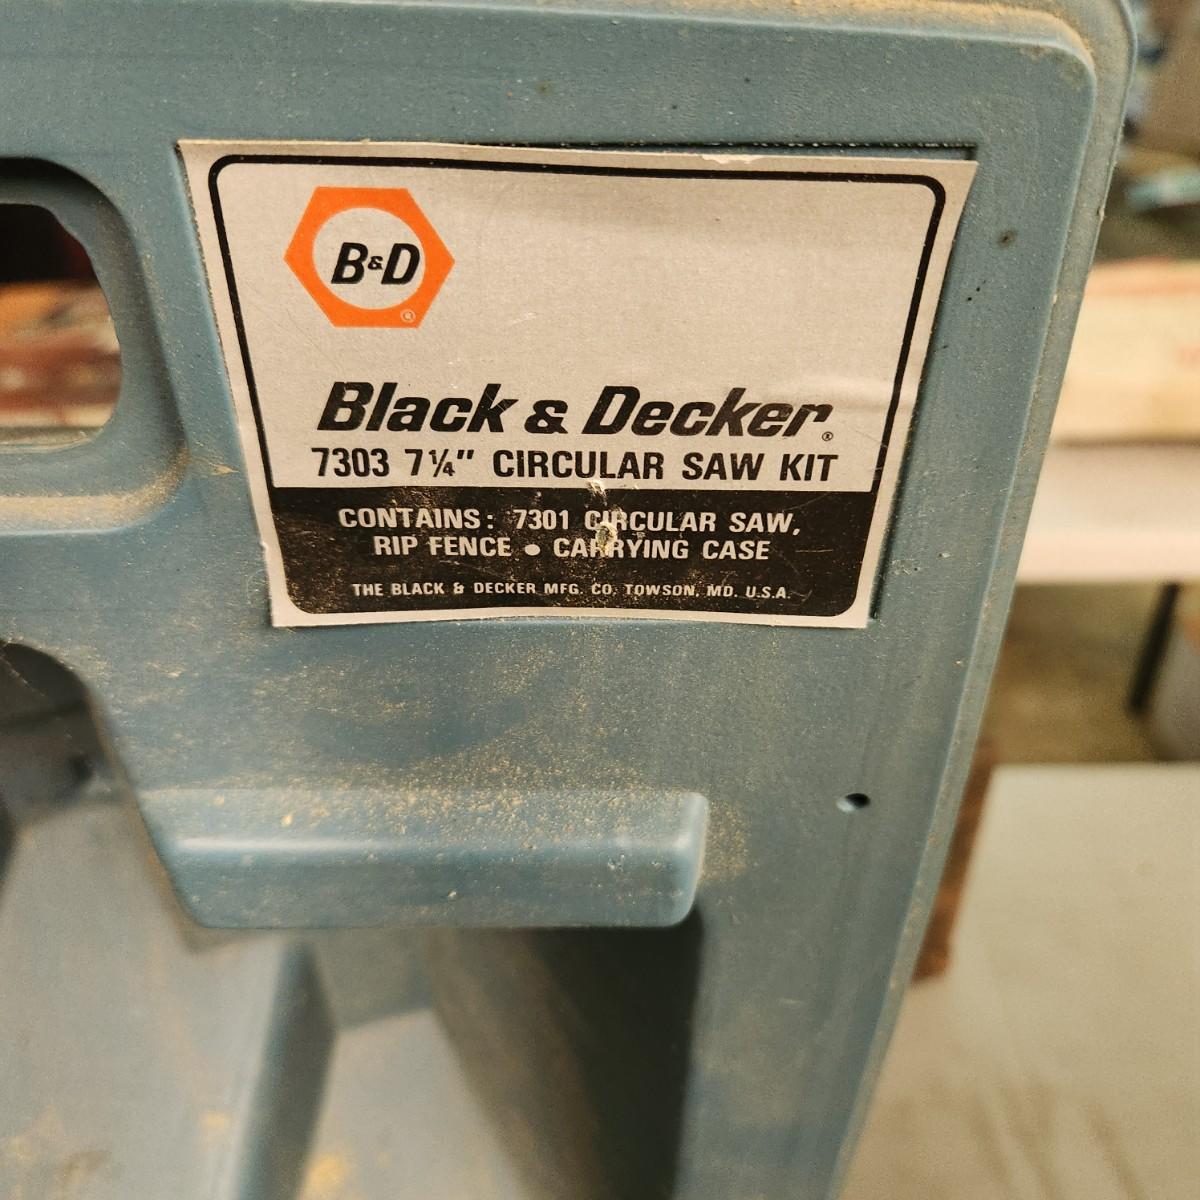 B&D
®
Black & Decker®
7303 7¼" CIRCULAR SAW KIT
CONTAINS: 7301 CIRCULAR SAW,
RIP FENCE • CARRYING CASE
THE BLACK & DECKER MFG. CO. TOWSON, MD. U.S.A.